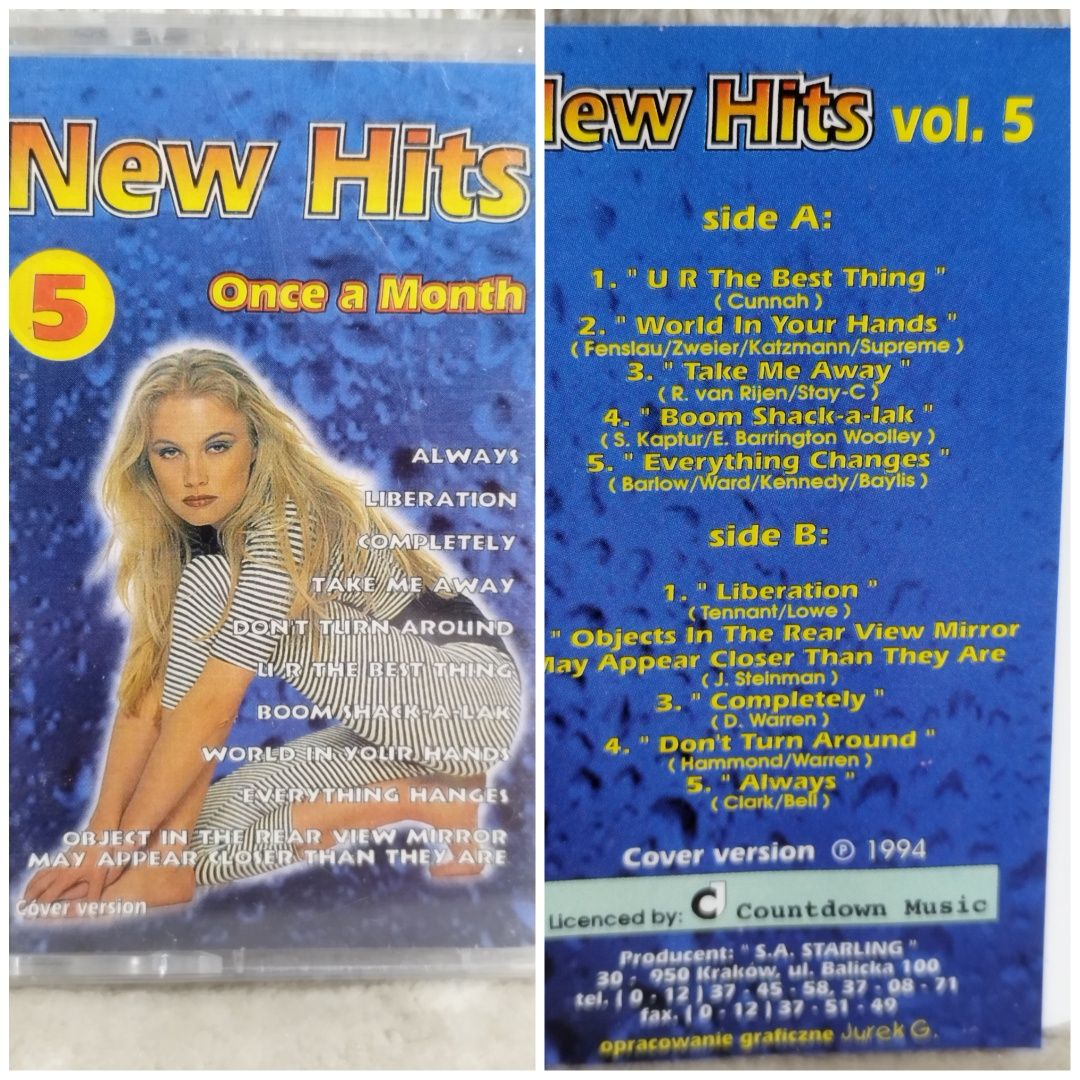 New Hits
5
Once a Month
ALWAYS
LIBERATION
COMPLETELY
TAKE ME AWAY
DON'T TURN AROUND
U R THE BEST THING
BOOM SHACK-A-LAK
WORLD IN YOUR HANDS
EVERYTHING HANGES
OBJECT IN THE REAR VIEW MIRROR
MAY APPEAR CLOSER THAN THEY ARE
Cover version
New Hits vol. 5
side A:
1. " U R The Best Thing "
( Cunnah )
2. " World In Your Hands "
( Fenslau/Zweier/Katzmann/Supreme )
3. " Take Me Away "
( R. van Rijen/Stay-C )
4. " Boom Shack-a-lak "
( S. Kaptur/E. Barrington Woolley )
5. " Everything Changes "
( Barlow/Ward/Kennedy/Baylis )
side B:
1. " Liberation "
( Tennant/Lowe )
" Objects In The Rear View Mirror
May Appear Closer Than They Are
( J. Steinman )
3. " Completely "
( D. Warren )
4. " Don't Turn Around "
( Hammond/Warren )
5. " Always "
( Clark/Bell )
Cover version ℗ 1994
Licenced by: cd Countdown Music
Producent: " S.A. STARLING "
30 - 950 Kraków, ul. Balicka 100
tel. ( 0 - 12 ) 37 - 45 - 58, 37 - 08 - 71
fax. ( 0 - 12 ) 37 - 51 - 49
opracowanie graficzne Jurek G.